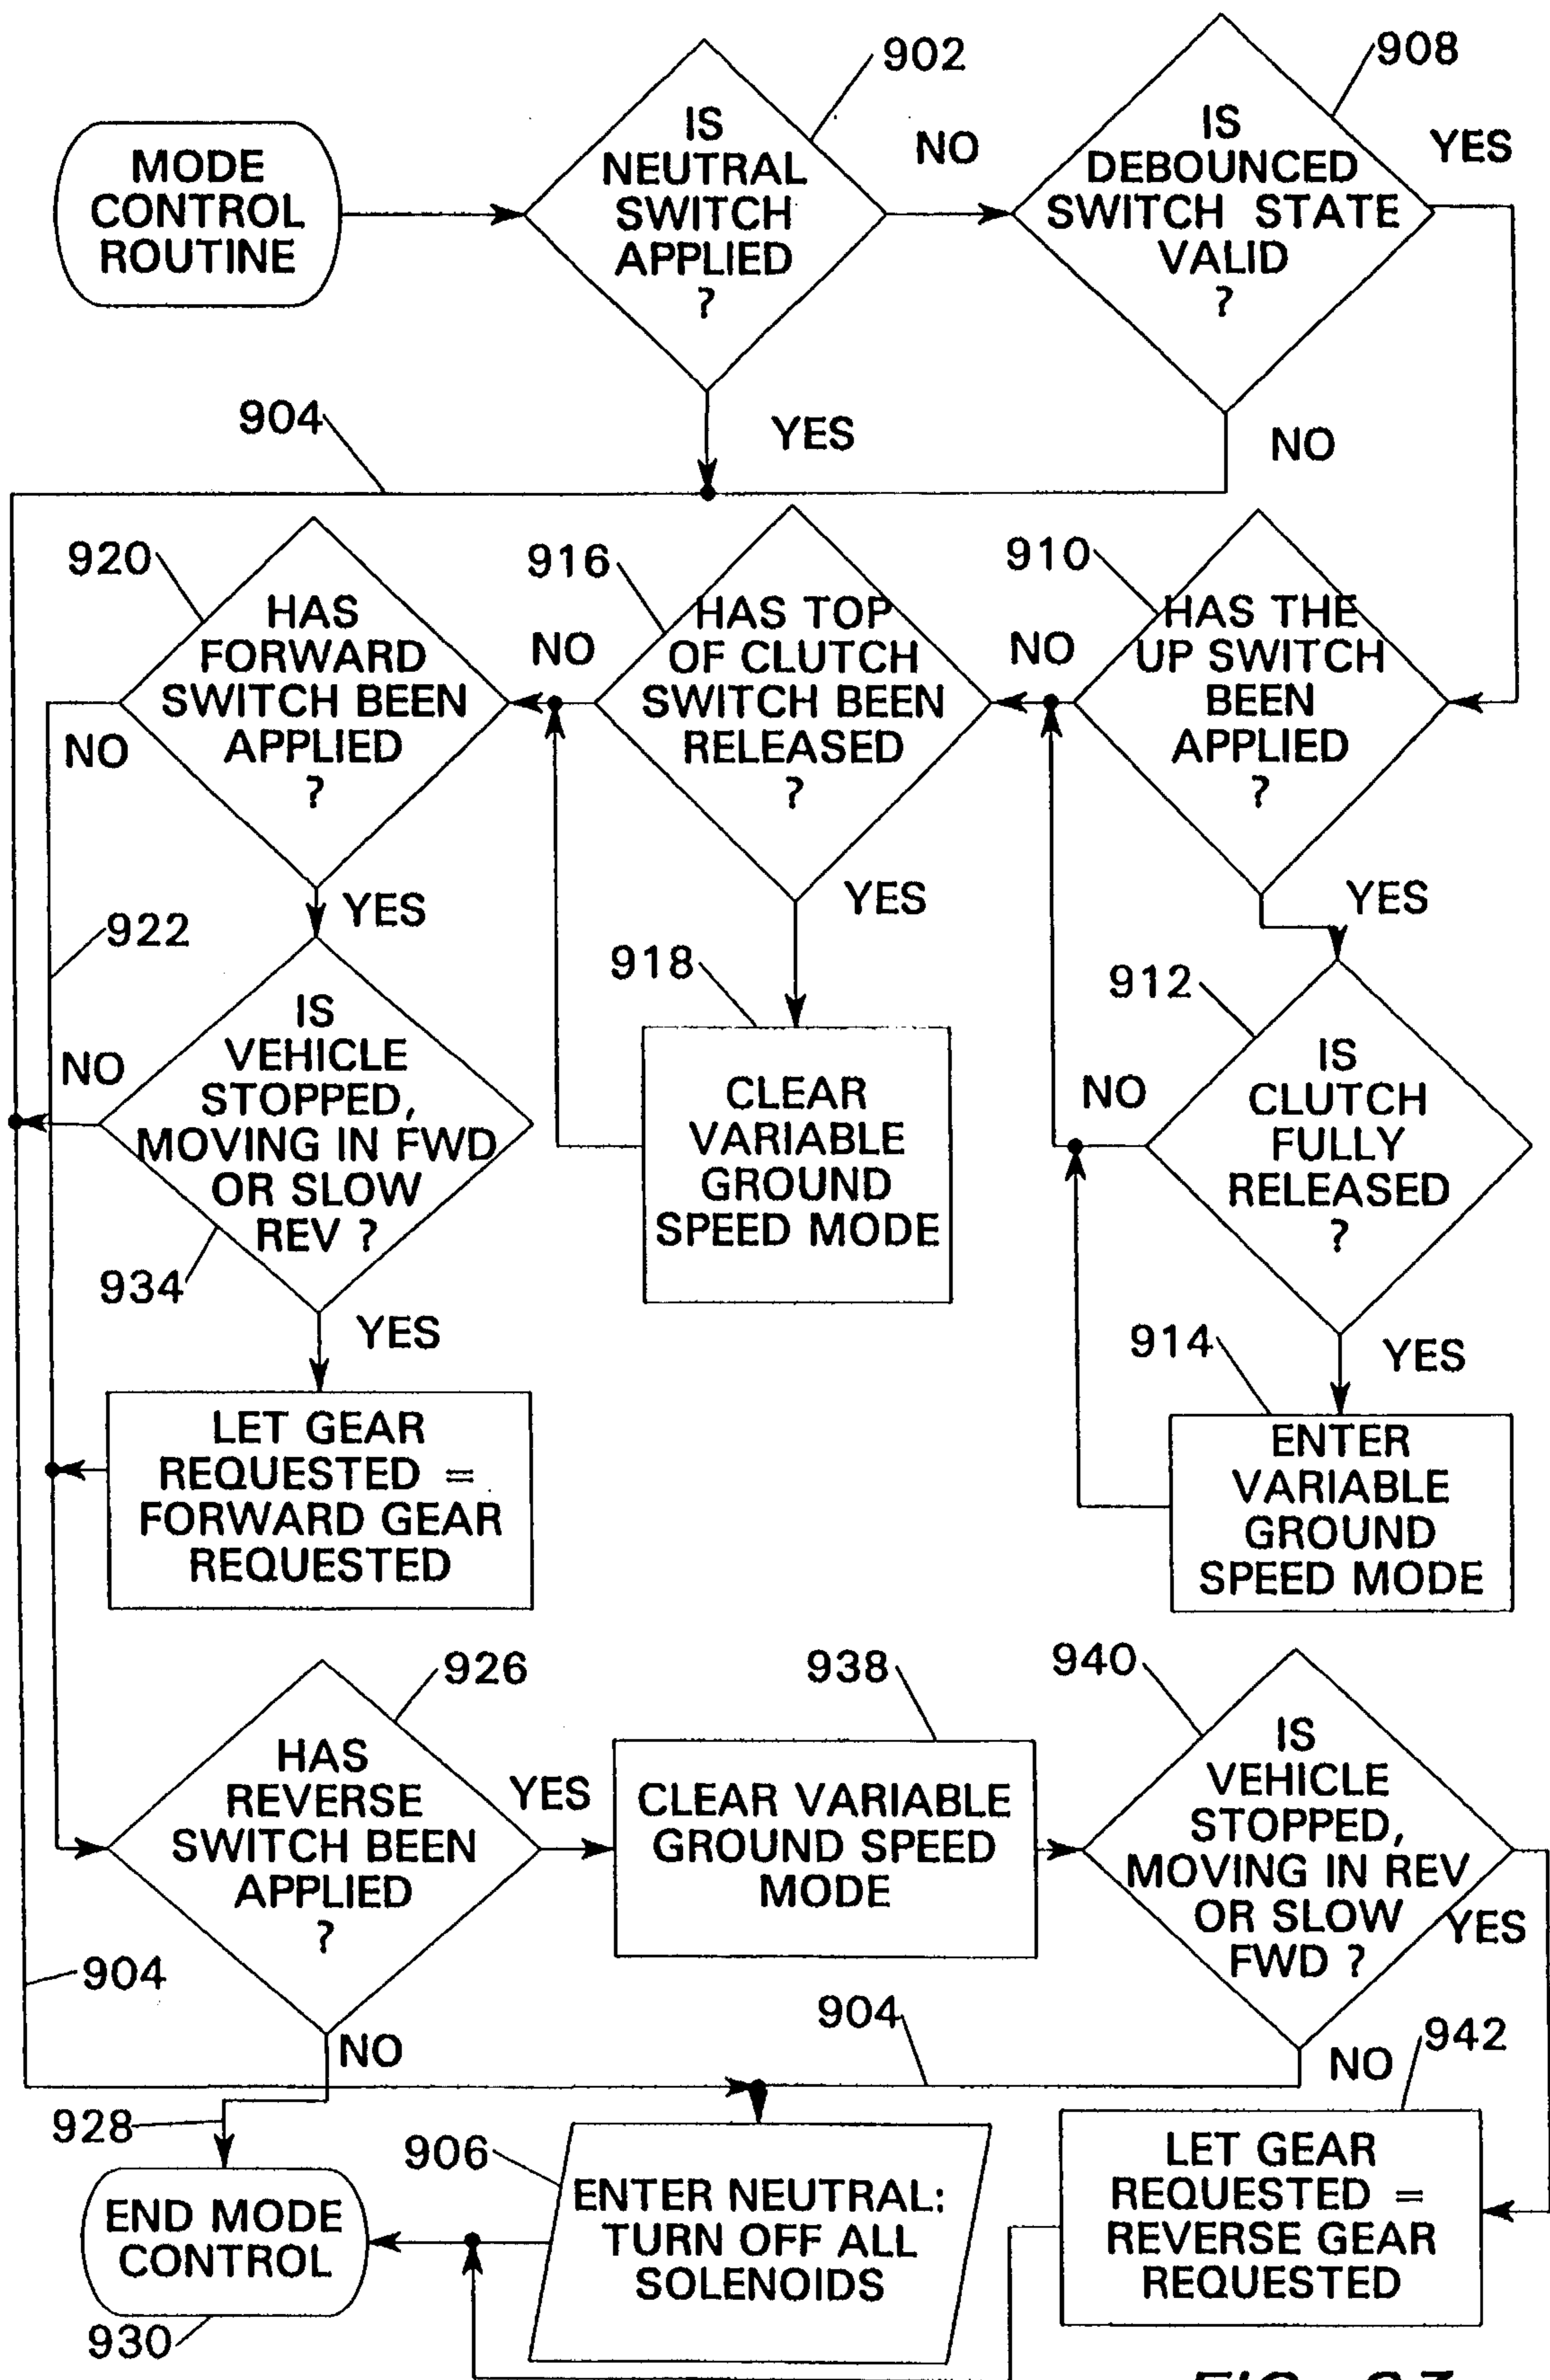 MODE
CONTROL
ROUTINE
902
IS
NEUTRAL
SWITCH
APPLIED
?
NO
YES
908
IS
DEBOUNCED
SWITCH STATE
VALID
?
YES
NO
904
920
HAS
FORWARD
SWITCH BEEN
APPLIED
?
NO
YES
916
HAS TOP
OF CLUTCH
SWITCH BEEN
RELEASED
?
NO
YES
910
HAS THE
UP SWITCH
BEEN
APPLIED
?
NO
YES
922
IS
VEHICLE
STOPPED,
MOVING IN FWD
OR SLOW
REV ?
NO
934
YES
918
CLEAR
VARIABLE
GROUND
SPEED MODE
912
IS
CLUTCH
FULLY
RELEASED
?
NO
YES
914
ENTER
VARIABLE
GROUND
SPEED MODE
LET GEAR
REQUESTED =
FORWARD GEAR
REQUESTED
926
HAS
REVERSE
SWITCH BEEN
APPLIED
?
YES
NO
938
CLEAR VARIABLE
GROUND SPEED
MODE
940
IS
VEHICLE
STOPPED,
MOVING IN REV
OR SLOW
FWD ?
YES
NO
904
904
942
928
906
END MODE
CONTROL
930
ENTER NEUTRAL:
TURN OFF ALL
SOLENOIDS
LET GEAR
REQUESTED =
REVERSE GEAR
REQUESTED